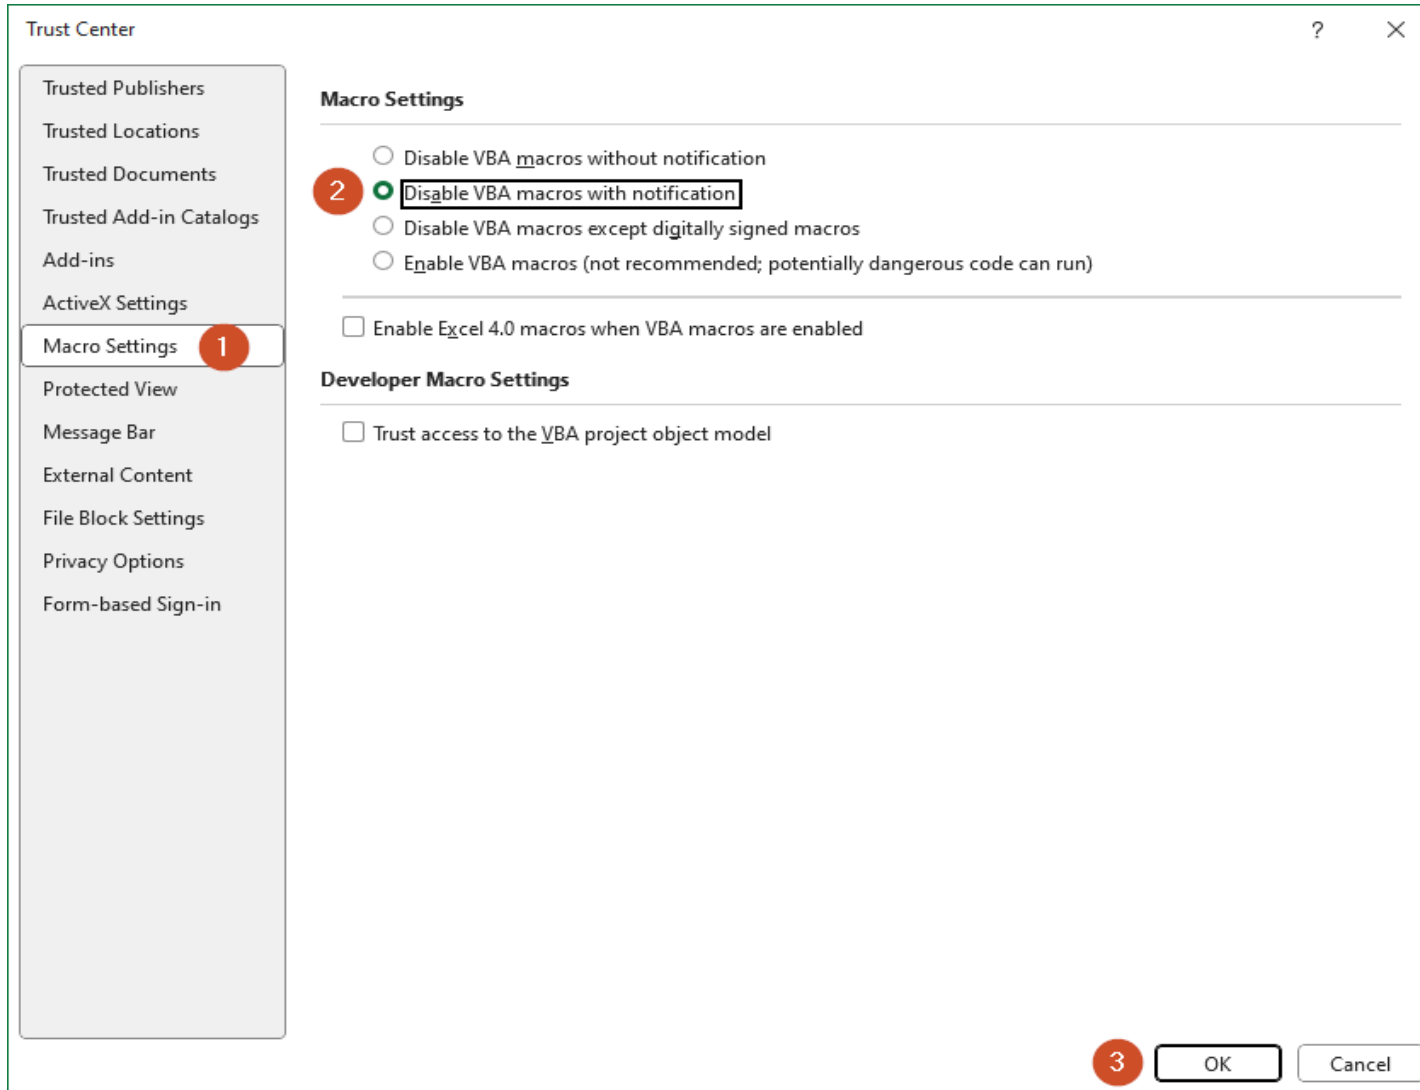 Trust Center
?
Trusted Publishers
Trusted Locations
Trusted Documents
Trusted Add-in Catalogs
Add-ins
ActiveX Settings
Macro Settings 1
Protected View
Message Bar
External Content
File Block Settings
Privacy Options
Form-based Sign-in
Macro Settings
Disable VBA macros without notification
2 Disable VBA macros with notification
Disable VBA macros except digitally signed macros
Enable VBA macros (not recommended; potentially dangerous code can run)
Enable Excel 4.0 macros when VBA macros are enabled
Developer Macro Settings
Trust access to the VBA project object model
3 OK Cancel